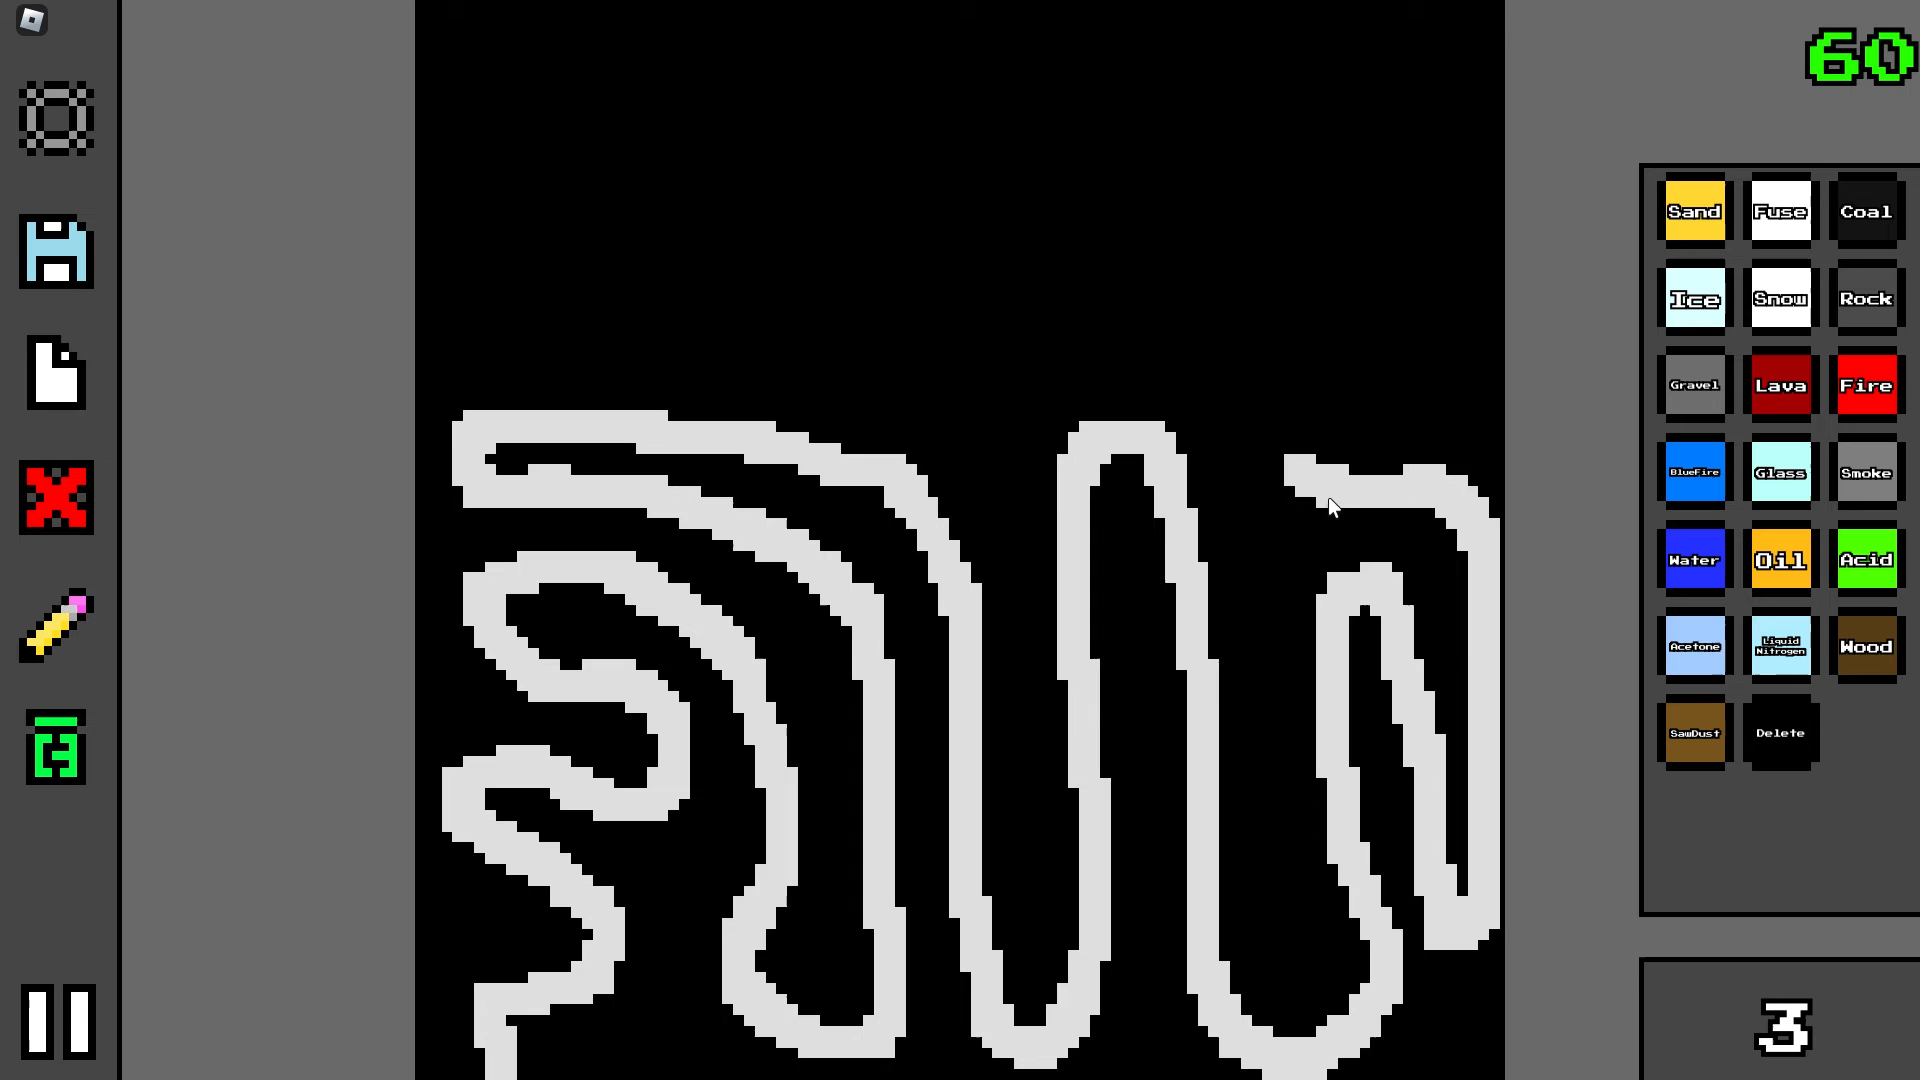 60
Sand Fuse Coal
Ice Snow Rock
Gravel Lava Fire
BlueFire Glass Smoke
Water Oil Acid
Acetone Liquid Nitrogen Wood
SawDust Delete
3